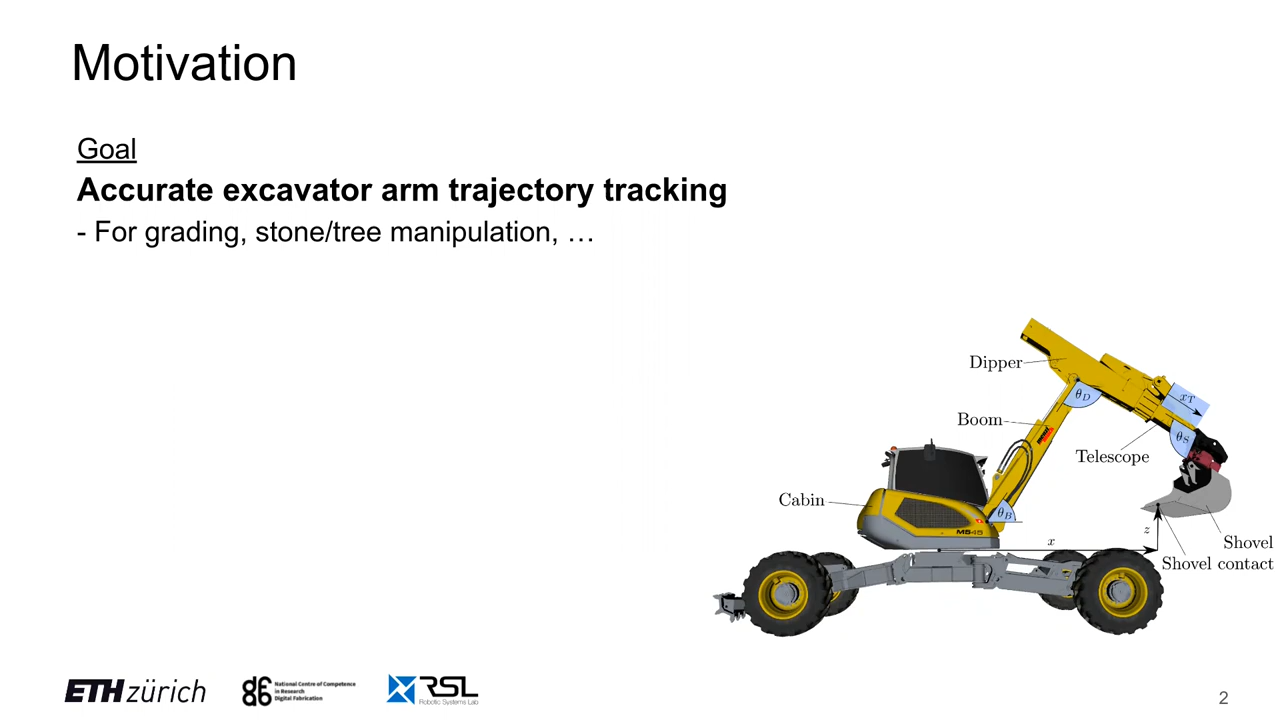 Motivation
Goal
Accurate excavator arm trajectory tracking
- For grading, stone/tree manipulation, …
Dipper
θD
xT
Boom
θS
Telescope
Cabin
θB
M545
z
x
Shovel
Shovel contact
ETH zürich
National Centre of Competence
in Research
Digital Fabrication
RSL
Robotic Systems Lab
2